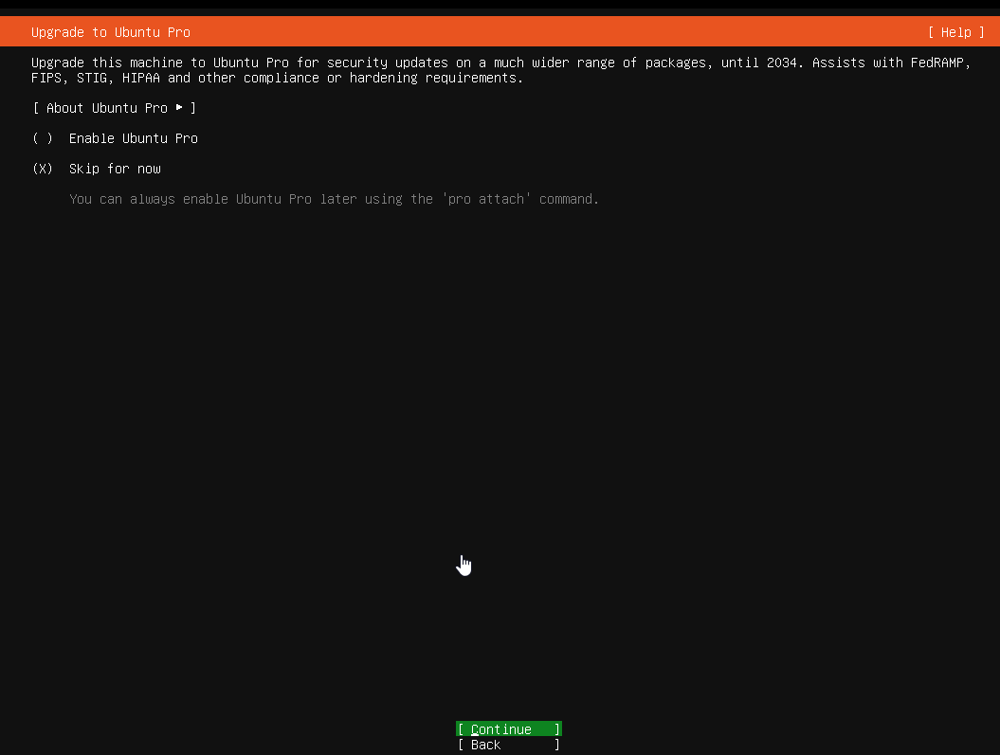 Upgrade to Ubuntu Pro [ Help ]
Upgrade this machine to Ubuntu Pro for security updates on a much wider range of packages, until 2034. Assists with FedRAMP,
FIPS, STIG, HIPAA and other compliance or hardening requirements.
[ About Ubuntu Pro ► ]
( ) Enable Ubuntu Pro
(X) Skip for now
You can always enable Ubuntu Pro later using the 'pro attach' command.
[ Continue ]
[ Back ]